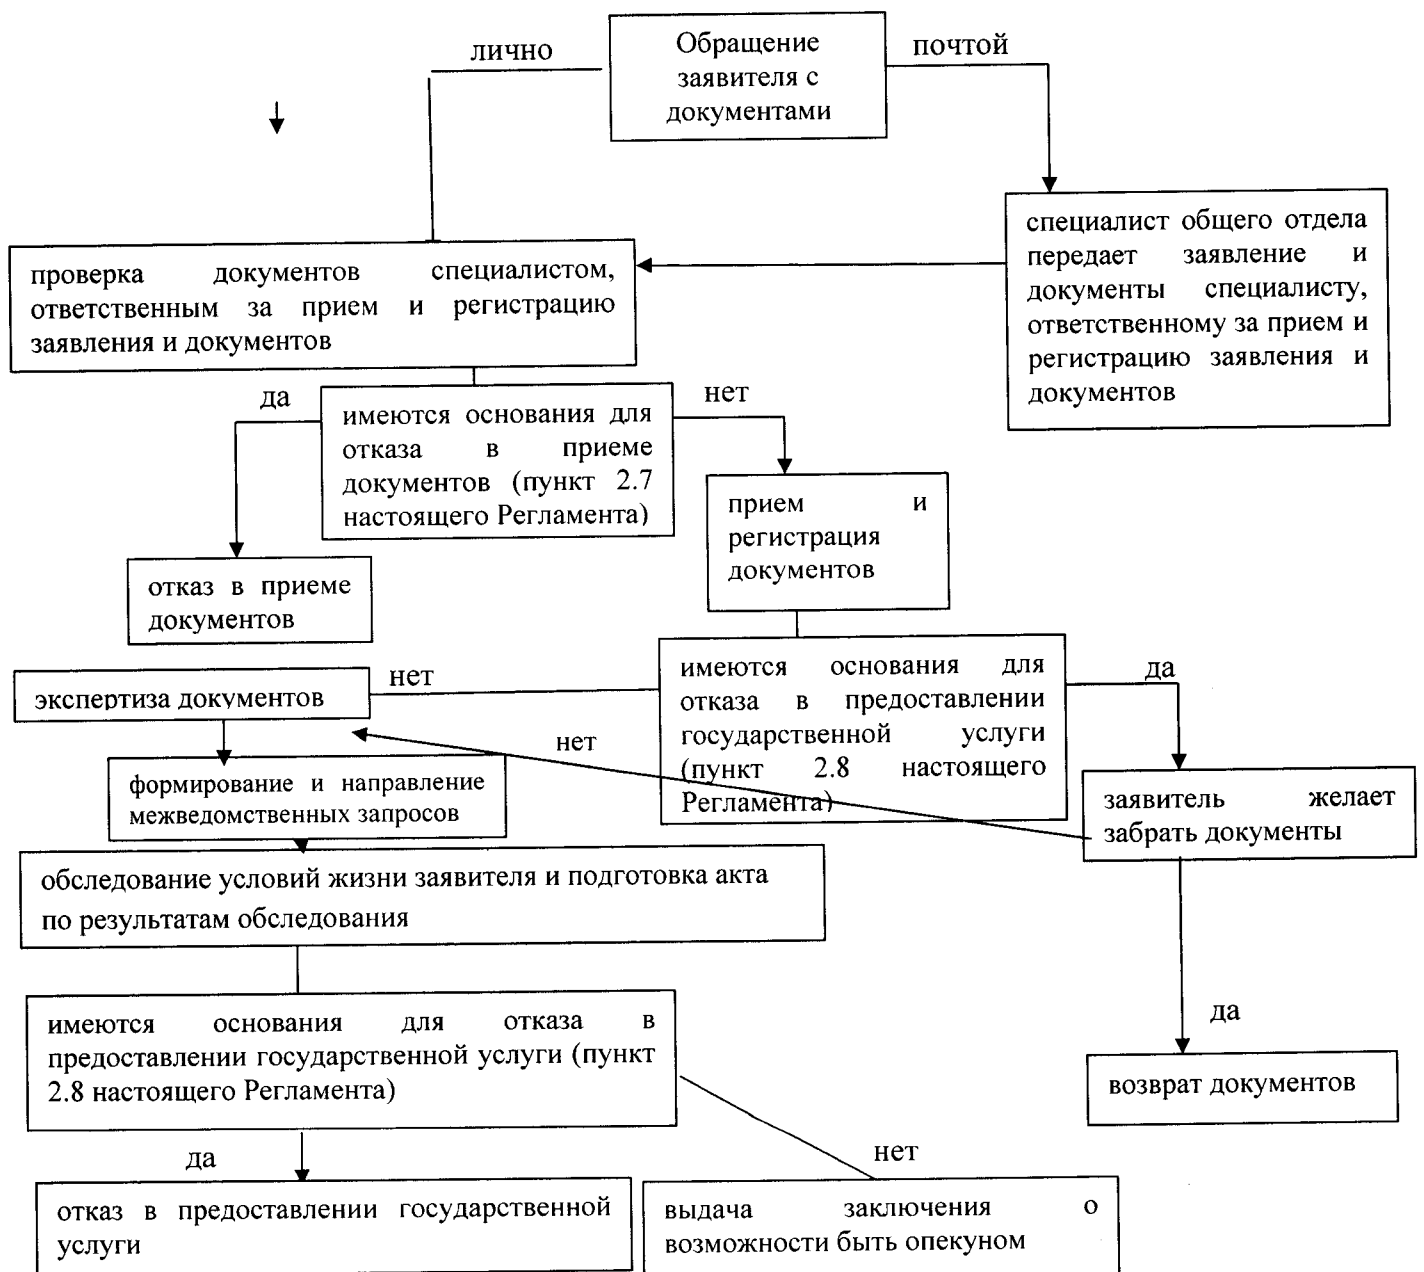 лично
Обращение
заявителя с
документами
почтой
специалист общего отдела
передает заявление и
документы специалисту,
ответственному за прием и
регистрацию заявления и
документов
проверка документов специалистом,
ответственным за прием и регистрацию
заявления и документов
да
имеются основания для
отказа в приеме
документов (пункт 2.7
настоящего Регламента)
нет
прием и
регистрация
документов
отказ в приеме
документов
экспертиза документов
нет
имеются основания для
отказа в предоставлении
государственной услуги
(пункт 2.8 настоящего
Регламента)
да
нет
формирование и направление
межведомственных запросов
заявитель желает
забрать документы
обследование условий жизни заявителя и подготовка акта
по результатам обследования
да
имеются основания для отказа в
предоставлении государственной услуги (пункт
2.8 настоящего Регламента)
возврат документов
да
нет
отказ в предоставлении государственной
услуги
выдача заключения о
возможности быть опекуном